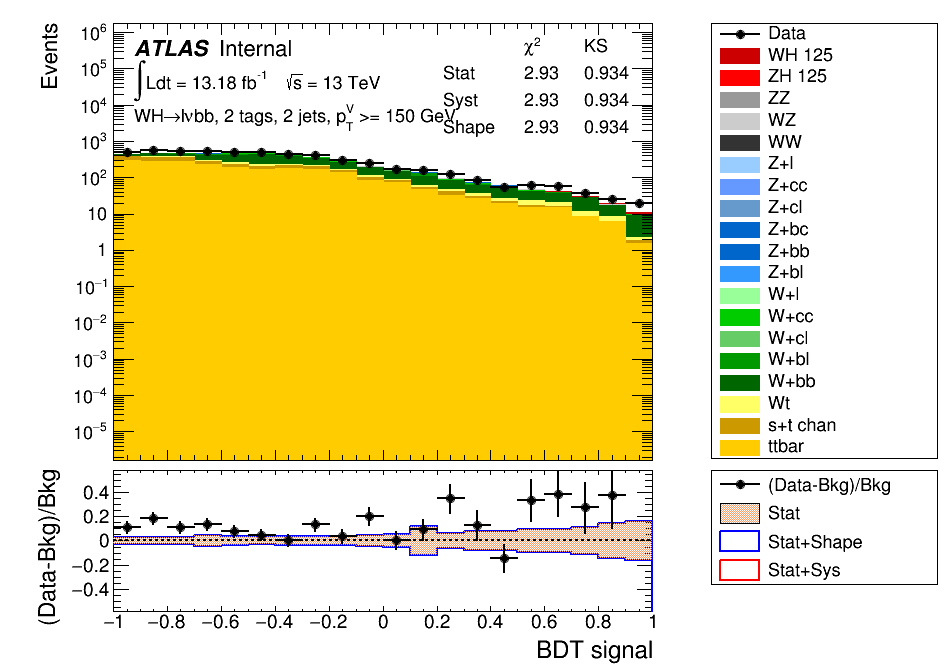 Events
10⁶
10⁵
10⁴
10³
10²
10
1
10⁻¹
10⁻²
10⁻³
10⁻⁴
10⁻⁵
ATLAS Internal
∫Ldt = 13.18 fb⁻¹ √s = 13 TeV
WH→lνbb, 2 tags, 2 jets, p_T^V >= 150 GeV
χ² KS
Stat 2.93 0.934
Syst 2.93 0.934
Shape 2.93 0.934
Data
WH 125
ZH 125
ZZ
WZ
WW
Z+l
Z+cc
Z+cl
Z+bc
Z+bb
Z+bl
W+l
W+cc
W+cl
W+bl
W+bb
Wt
s+t chan
ttbar
(Data-Bkg)/Bkg
0.4
0.2
0
−0.2
−0.4
−1 −0.8 −0.6 −0.4 −0.2 0 0.2 0.4 0.6 0.8 1
BDT signal
(Data-Bkg)/Bkg
Stat
Stat+Shape
Stat+Sys